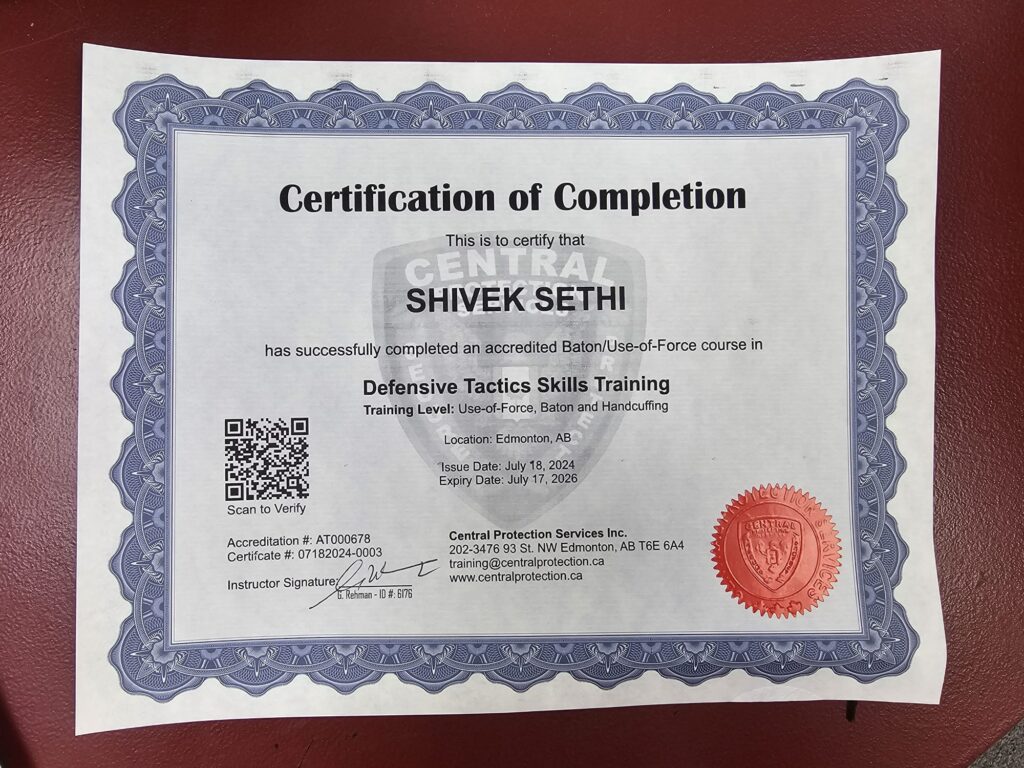 Certification of Completion
This is to certify that
CENTRAL
PROTECTION
SERVICES
SHIVEK SETHI
has successfully completed an accredited Baton/Use-of-Force course in
Defensive Tactics Skills Training
Training Level: Use-of-Force, Baton and Handcuffing
Location: Edmonton, AB
Issue Date: July 18, 2024
Expiry Date: July 17, 2026
Scan to Verify
Accreditation #: AT000678
Certifcate #: 07182024-0003
Instructor Signature:
G. Rehman - ID #: 6176
Central Protection Services Inc.
202-3476 93 St. NW Edmonton, AB T6E 6A4
training@centralprotection.ca
www.centralprotection.ca
CENTRAL